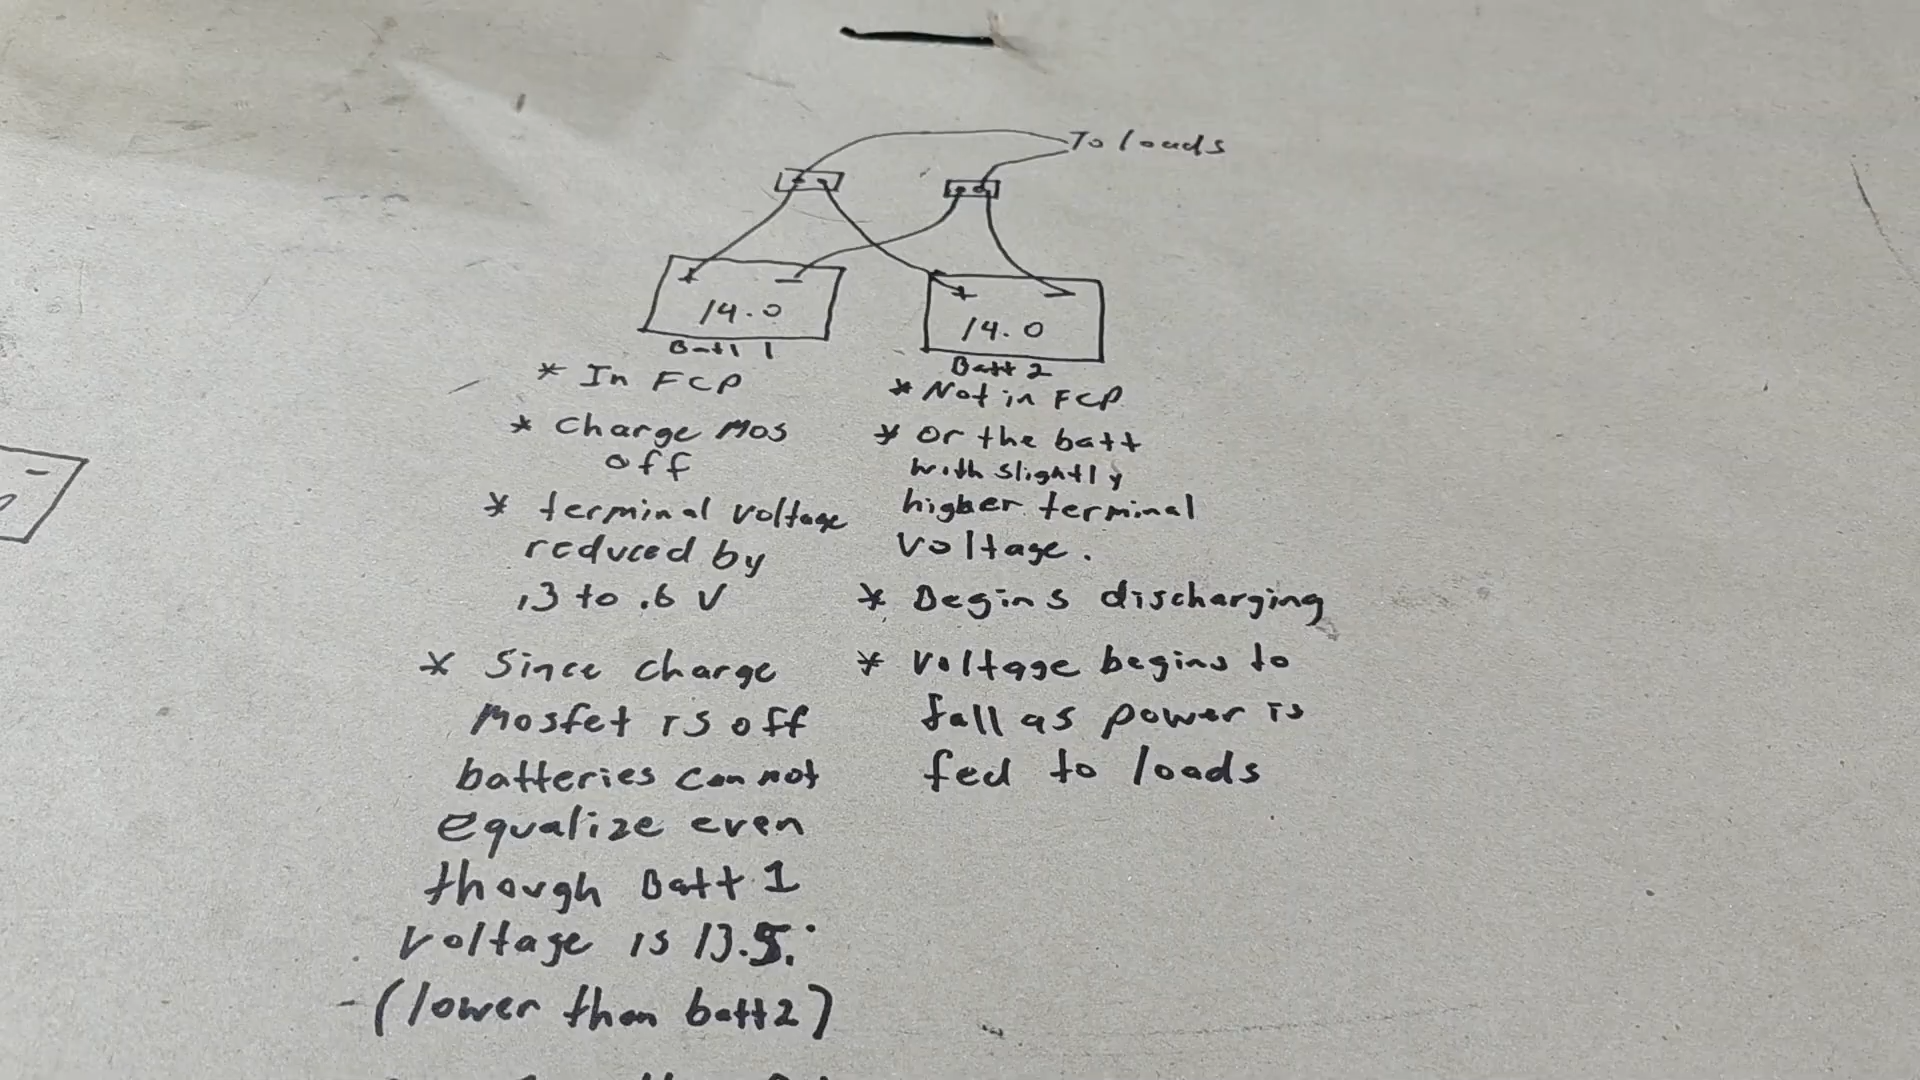 To loads
+ -
14.0
Batt 1
+ -
14.0
Batt 2
* In FCP
* Charge Mos
off
* terminal voltage
reduced by
.3 to .6 V
* Since charge
Mosfet is off
batteries can not
equalize even
though Batt 1
voltage is 13.5.
(lower than batt2)
* Not in FCP
* Or the batt
with slightly
higher terminal
voltage.
* Begins discharging
* Voltage begins to
fall as power is
fed to loads